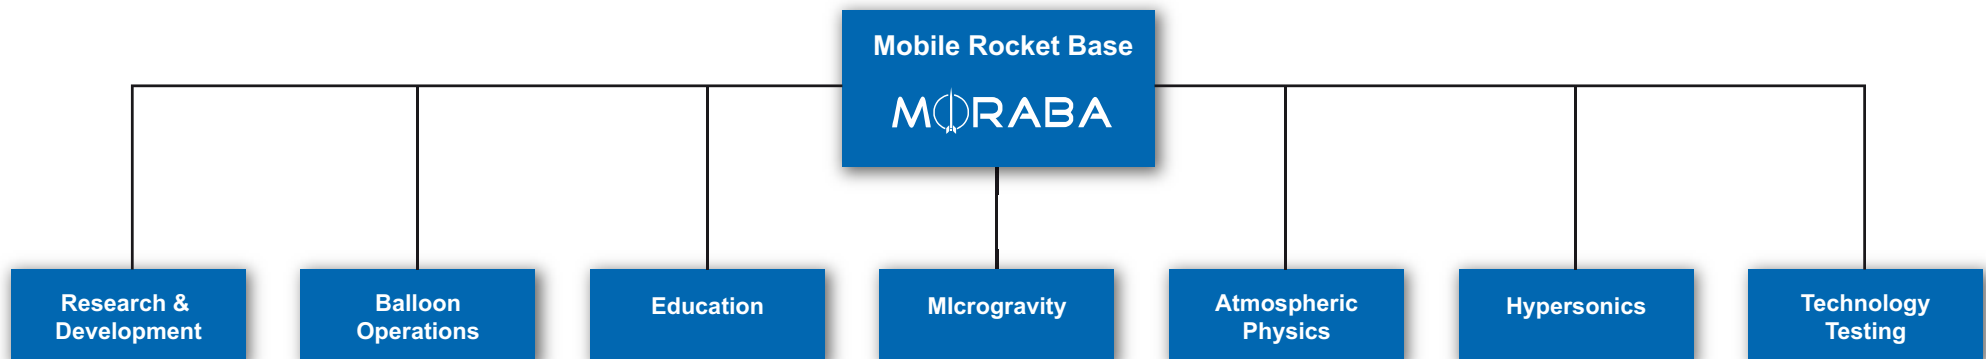 Mobile Rocket Base
MORABA
Research &
Development
Balloon
Operations
Education
MIcrogravity
Atmospheric
Physics
Hypersonics
Technology
Testing